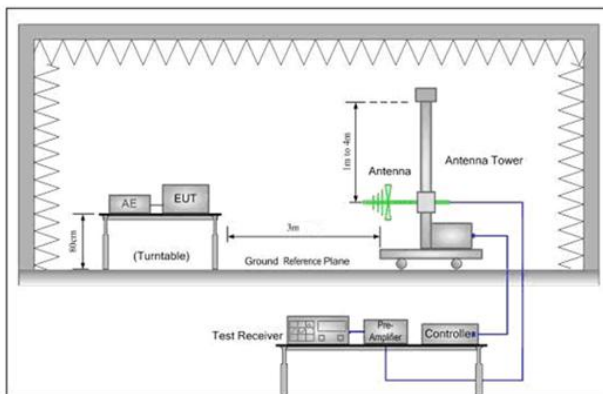 1m to 4m
Antenna
Antenna Tower
AE
EUT
80cm
(Turntable)
3m
Ground Reference Plane
Test Receiver
Pre-
Amplifier
Controller